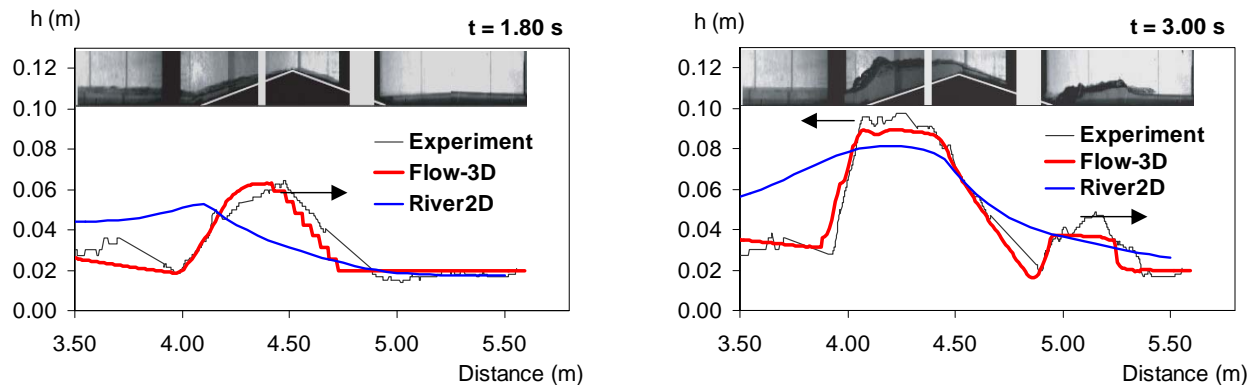 h (m)
t = 1.80 s
0.12
0.10
0.08
0.06
0.04
0.02
0.00
Experiment
Flow-3D
River2D
3.50 4.00 4.50 5.00 5.50
Distance (m)
h (m)
t = 3.00 s
0.12
0.10
0.08
0.06
0.04
0.02
0.00
Experiment
Flow-3D
River2D
3.50 4.00 4.50 5.00 5.50
Distance (m)